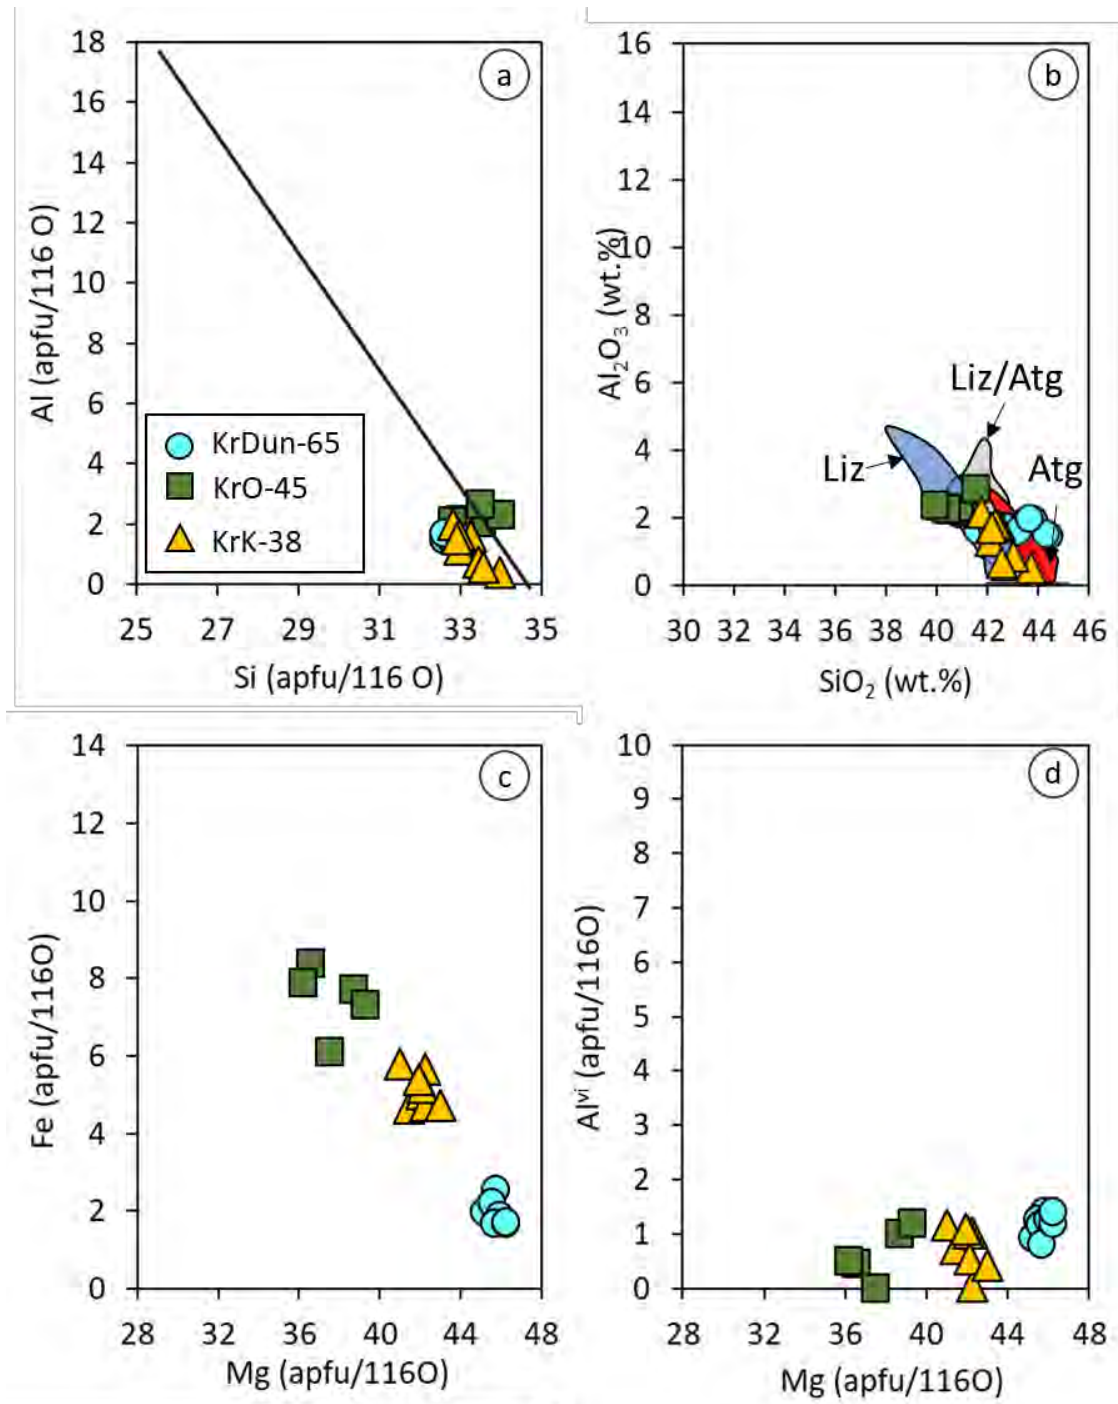 a
18
16
14
12
10
8
6
4
2
0
Al (apfu/116 O)
KrDun-65
KrO-45
KrK-38
25 27 29 31 33 35
Si (apfu/116 O)
b
16
14
12
10
8
6
4
2
0
Al₂O₃ (wt.%)
Liz/Atg
Liz
Atg
30 32 34 36 38 40 42 44 46
SiO₂ (wt.%)
c
14
12
10
8
6
4
2
0
Fe (apfu/116O)
28 32 36 40 44 48
Mg (apfu/116O)
d
10
9
8
7
6
5
4
3
2
1
0
Alᵛⁱ (apfu/116O)
28 32 36 40 44 48
Mg (apfu/116O)